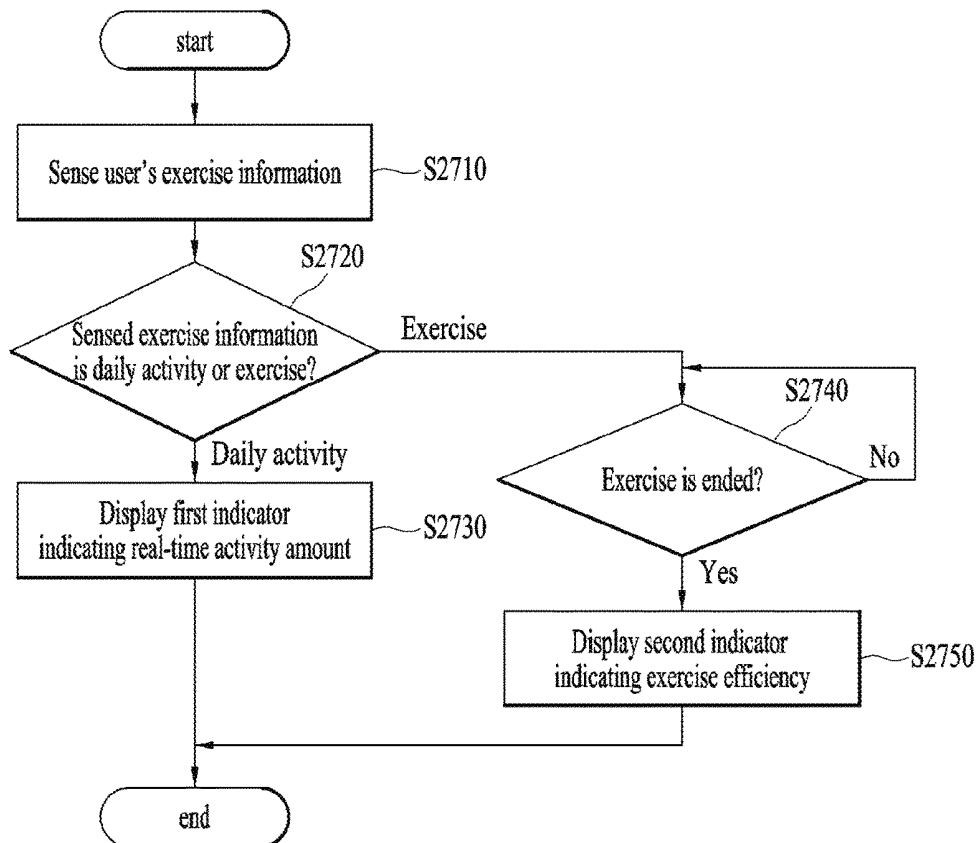 start
Sense user's exercise information
S2710
S2720
Sensed exercise information
is daily activity or exercise?
Exercise
Daily activity
S2740
Exercise is ended?
No
Display first indicator
indicating real-time activity amount
S2730
Yes
Display second indicator
indicating exercise efficiency
S2750
end